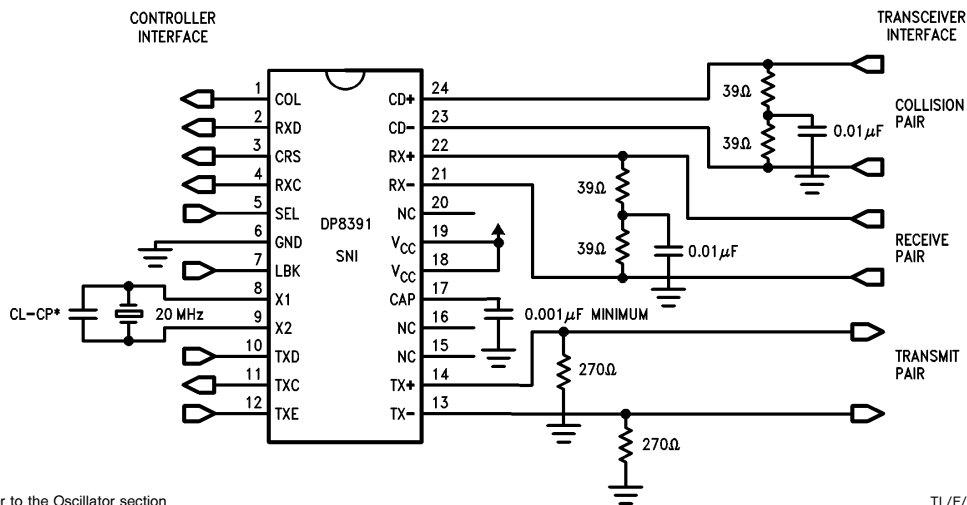 CONTROLLER
INTERFACE
TRANSCEIVER
INTERFACE
1 COL
2 RXD
3 CRS
4 RXC
5 SEL
6 GND
7 LBK
8 X1
9 X2
10 TXD
11 TXC
12 TXE
DP8391
SNI
CD+ 24
CD- 23
RX+ 22
RX- 21
NC 20
VCC 19
VCC 18
CAP 17
NC 16
NC 15
TX+ 14
TX- 13
CL-CP*
20 MHz
39Ω
39Ω
0.01μF
COLLISION
PAIR
39Ω
39Ω
0.01μF
RECEIVE
PAIR
0.001μF MINIMUM
270Ω
270Ω
TRANSMIT
PAIR
r to the Oscillator section
TL/F/